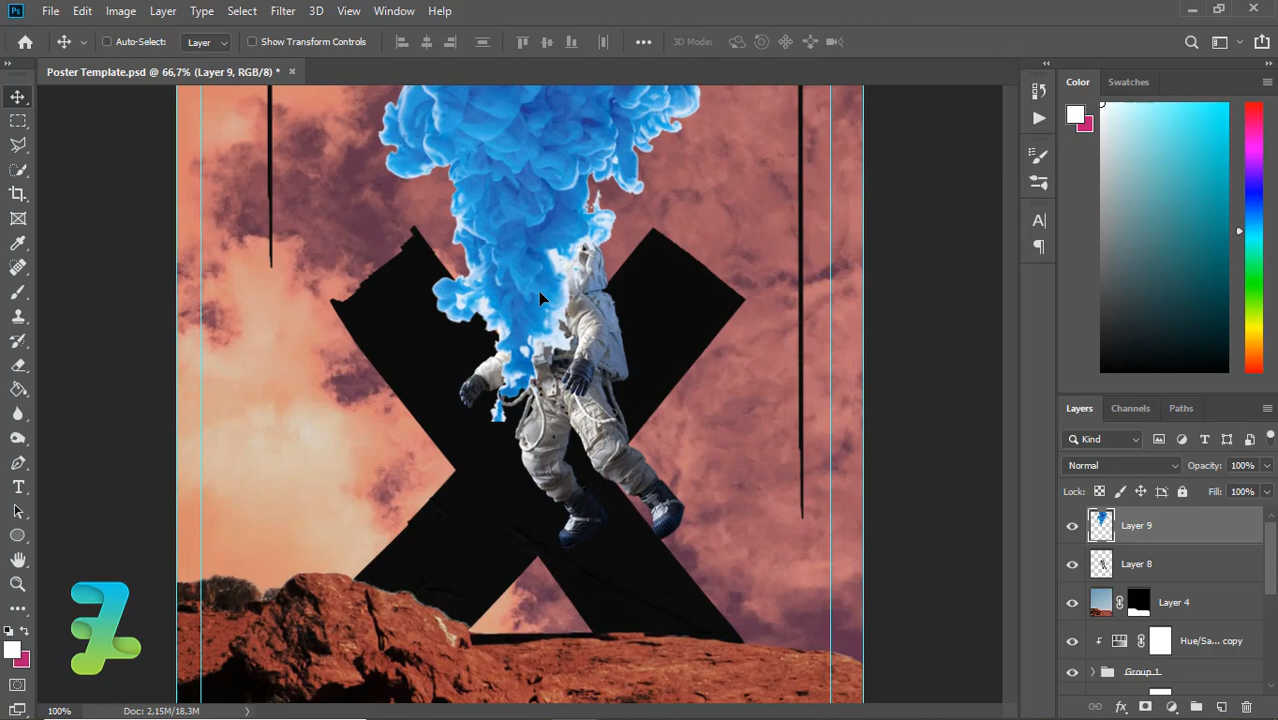 Ps File Edit Image Layer Type Select Filter 3D View Window Help
Auto-Select: Layer Show Transform Controls 3D Mode:
Poster Template.psd @ 66,7% (Layer 9, RGB/8) *
Color Swatches
Layers Channels Paths
Kind
Normal Opacity: 100%
Lock: Fill: 100%
Layer 9
Layer 8
Layer 4
Hue/Sa... copy
Group 1
100% Doc: 2,15M/18,3M